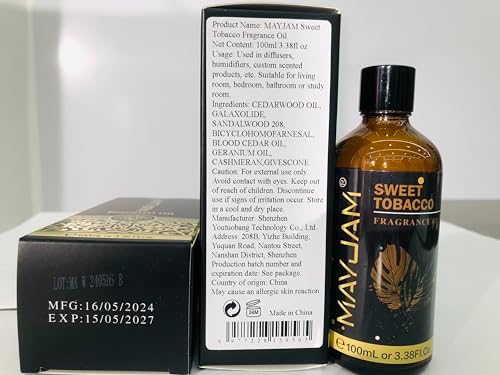 Product Name: MAYJAM Sweet
Tobacco Fragrance Oil
Net Content: 100ml 3.38fl.oz
Usage: Used in diffusers,
humidifiers, custom scented
products, etc. Suitable for living
room, bedroom, bathroom or study
room.
Ingredients: CEDARWOOD OIL,
GALAXOLIDE,
SANDALWOOD 208,
BICYCLOHOMOFARNESAL,
BLOOD CEDAR OIL,
GERANIUM OIL,
CASHMERAN,GIVESCONE
Caution: For external use only.
Avoid contact with eyes. Keep out
of reach of children. Discontinue
use if signs of irritation occur. Store
in a cool and dry place.
Manufacturer: Shenzhen
Youtuobang Technology Co., Ltd.
Address: 208B, Yizhe Building,
Yuquan Road, Nantou Street,
Nanshan District, Shenzhen
Production batch number and
expiration date: See package.
Country of origin: China
May cause an allergic skin reaction
24M
Made in China
LOT:MA W 240516 B
MFG:16/05/2024
EXP:15/05/2027
MAYJAM®
SWEET
TOBACCO
FRAGRANCE
e100mL or 3.38Fl.Oz